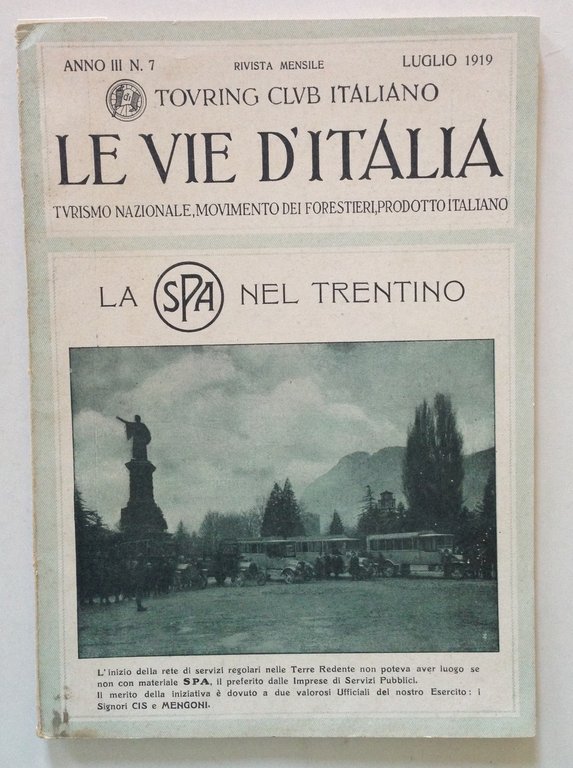 ANNO III N. 7 RIVISTA MENSILE LUGLIO 1919
TOVRING CLVB ITALIANO
LE VIE D'ITALIA
TVRISMO NAZIONALE, MOVIMENTO DEI FORESTIERI, PRODOTTO ITALIANO
LA SPA NEL TRENTINO
L'inizio della rete di servizi regolari nelle Terre Redente non poteva aver luogo se
non con materiale SPA, il preferito dalle Imprese di Servizi Pubblici.
Il merito della iniziativa è dovuto a due valorosi Ufficiali del nostro Esercito: i
Signori CIS e MENGONI.